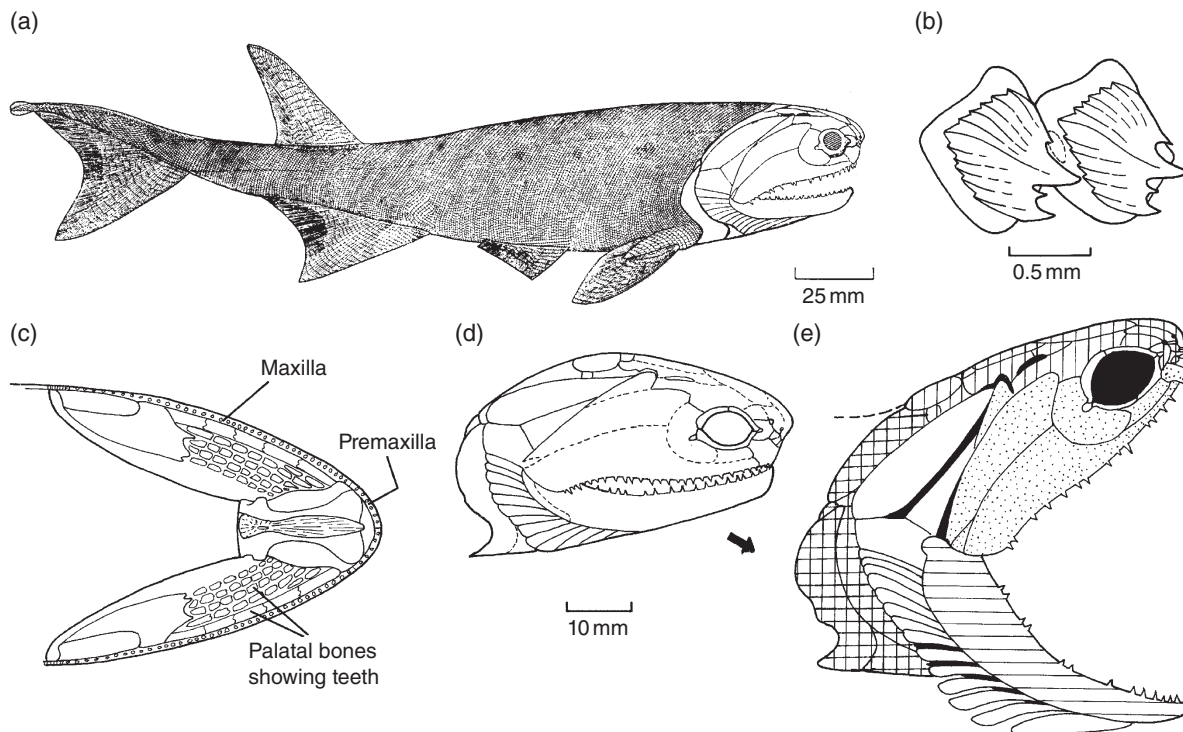 (a)
(b)
25 mm
0.5 mm
(c)
Maxilla
Premaxilla
Palatal bones
showing teeth
(d)
10 mm
(e)